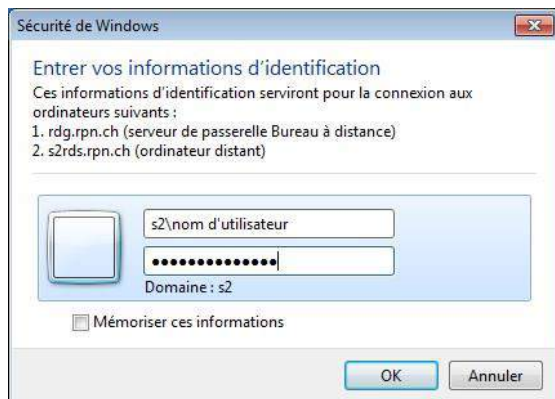 Sécurité de Windows
Entrer vos informations d'identification
Ces informations d'identification serviront pour la connexion aux
ordinateurs suivants :
1. rdg.rpn.ch (serveur de passerelle Bureau à distance)
2. s2rds.rpn.ch (ordinateur distant)
s2\nom d'utilisateur
••••••••••••••
Domaine : s2
Mémoriser ces informations
OK
Annuler